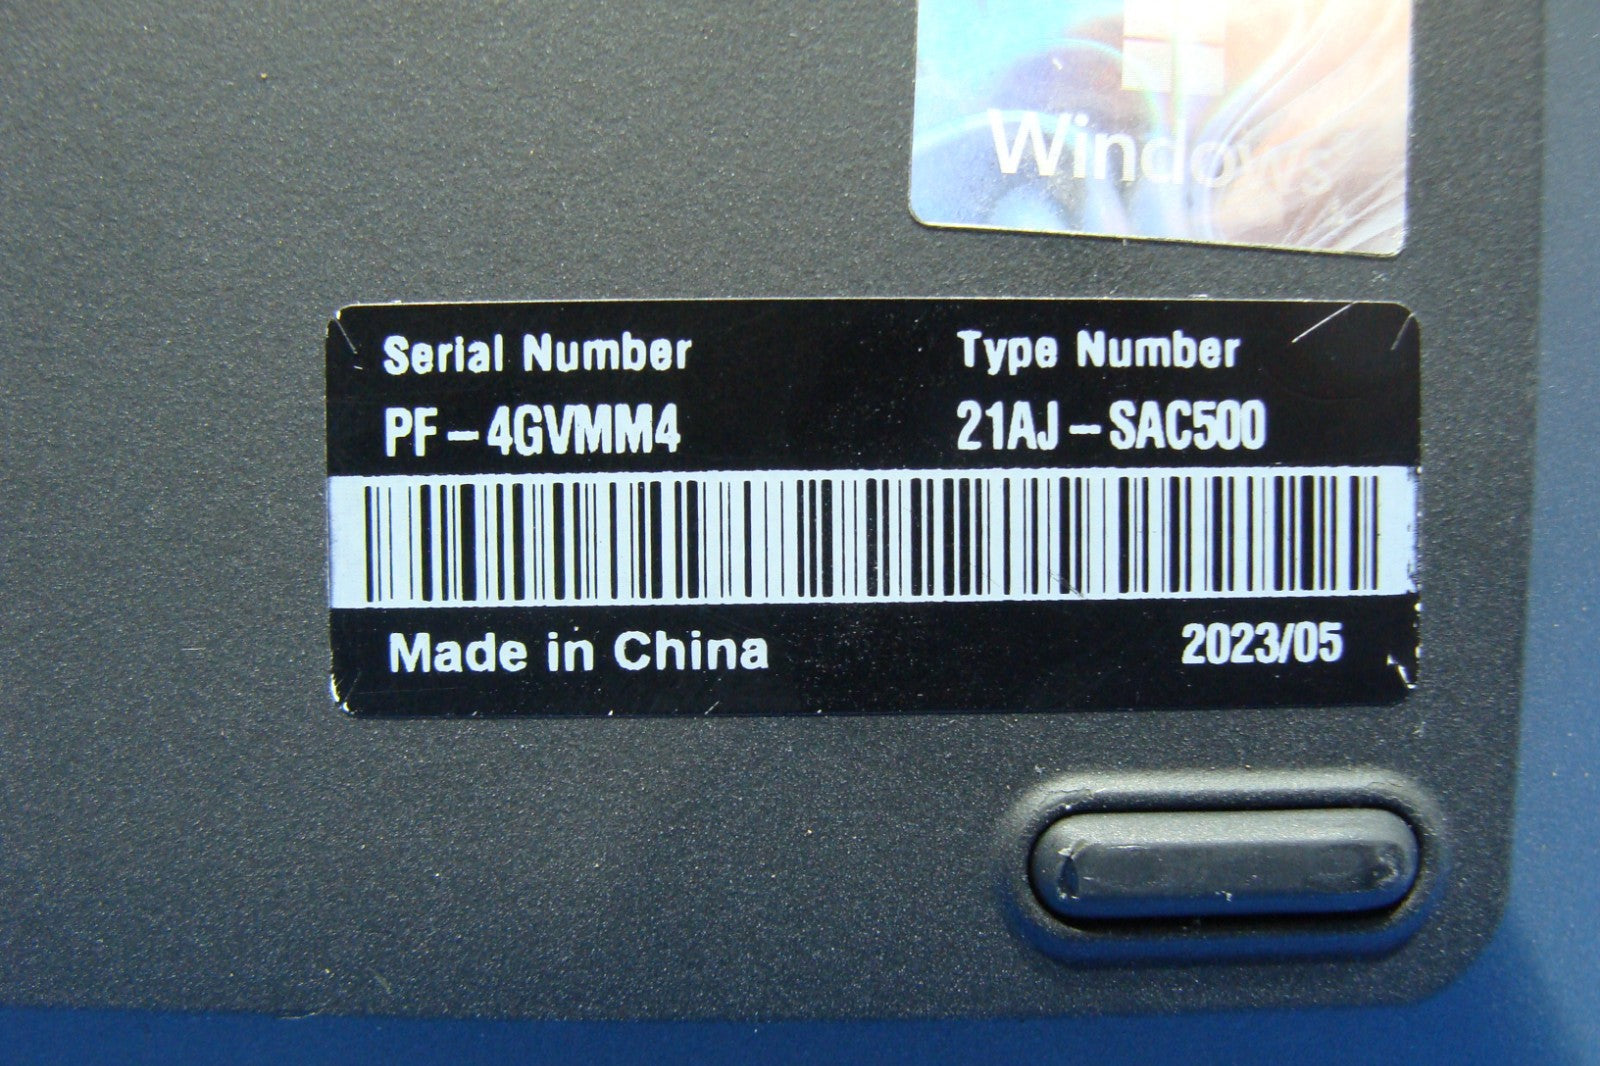 Windows
Serial Number
Type Number
PF-4GVMM4
21AJ-SAC500
Made in China
2023/05